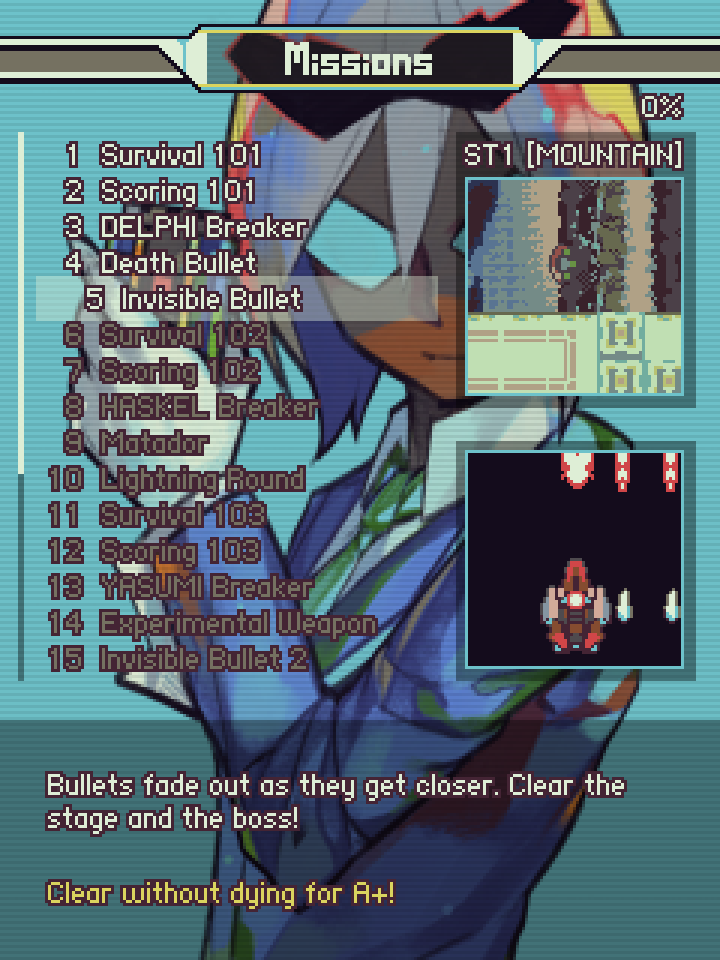 Missions
0%
1 Survival 101
2 Scoring 101
3 DELPHI Breaker
4 Death Bullet
5 Invisible Bullet
6 Survival 102
7 Scoring 102
8 HASKEL Breaker
9 Matador
10 Lightning Round
11 Survival 103
12 Scoring 103
13 YASUMI Breaker
14 Experimental Weapon
15 Invisible Bullet 2
ST1 [MOUNTAIN]
Bullets fade out as they get closer. Clear the
stage and the boss!
Clear without dying for A+!